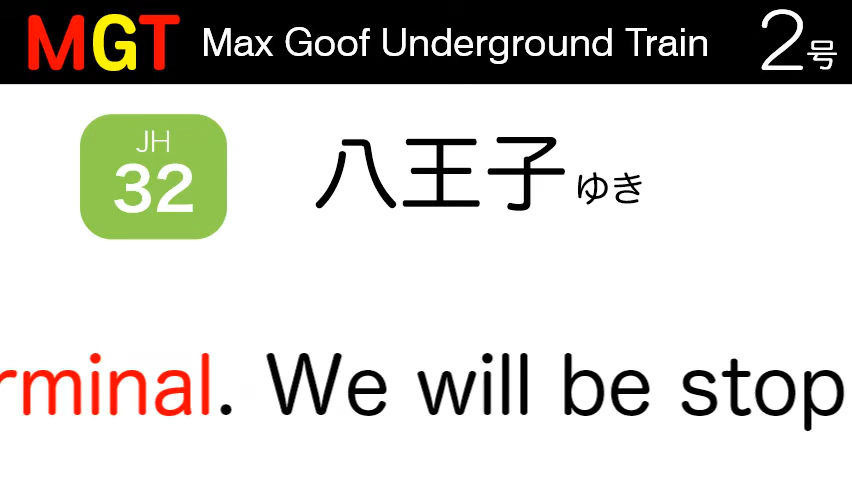 MGT Max Goof Underground Train 2号
JH
32
八王子ゆき
rminal. We will be stop